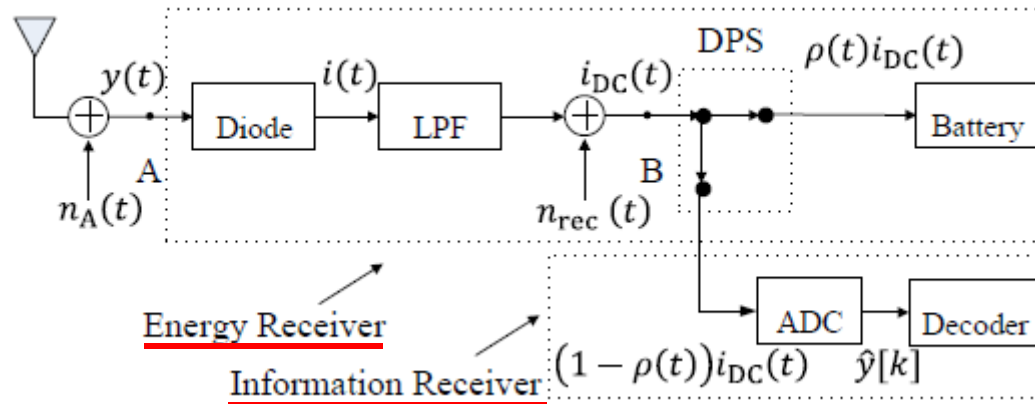 DPS
y(t)
i(t)
i_DC(t)
ρ(t)i_DC(t)
Diode
LPF
Battery
A
B
n_A(t)
n_rec (t)
Energy Receiver
ADC
Decoder
Information Receiver
(1 − ρ(t))i_DC(t)
ŷ[k]